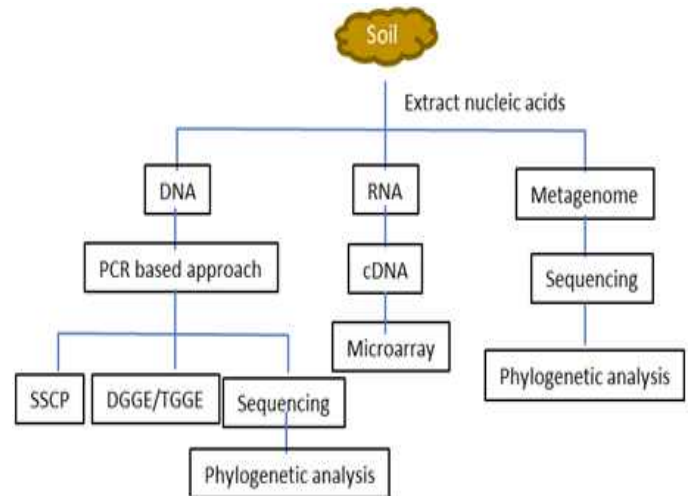 Soil
Extract nucleic acids
DNA
RNA
Metagenome
PCR based approach
cDNA
Sequencing
Microarray
Phylogenetic analysis
SSCP
DGGE/TGGE
Sequencing
Phylogenetic analysis